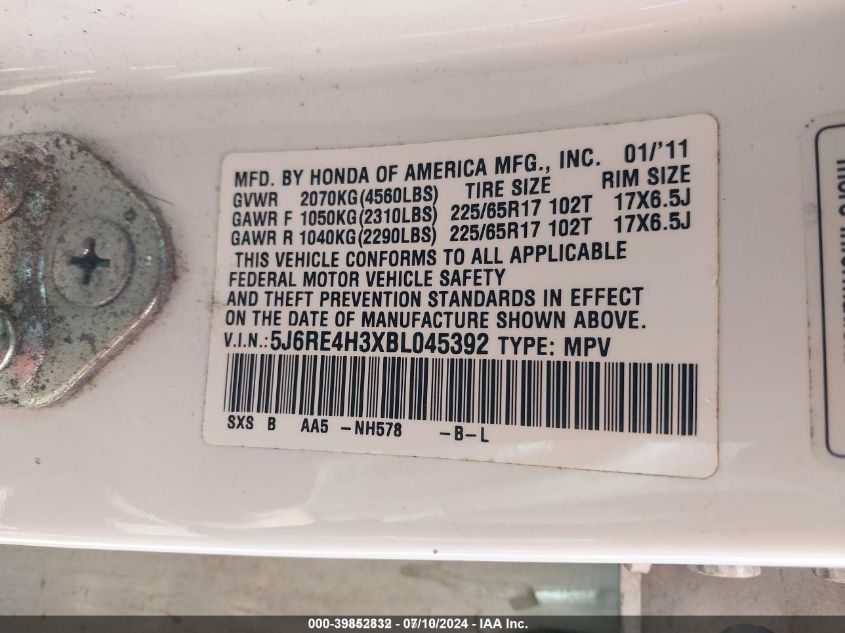 MFD. BY HONDA OF AMERICA MFG., INC. 01/'11
GVWR 2070KG(4560LBS) TIRE SIZE RIM SIZE
GAWR F 1050KG(2310LBS) 225/65R17 102T 17X6.5J
GAWR R 1040KG(2290LBS) 225/65R17 102T 17X6.5J
THIS VEHICLE CONFORMS TO ALL APPLICABLE
FEDERAL MOTOR VEHICLE SAFETY
AND THEFT PREVENTION STANDARDS IN EFFECT
ON THE DATE OF MANUFACTURE SHOWN ABOVE.
V.I.N.:5J6RE4H3XBL045392 TYPE: MPV
SXS B AA5 -NH578 -B-L
000-39852832 - 07/10/2024 - IAA Inc.